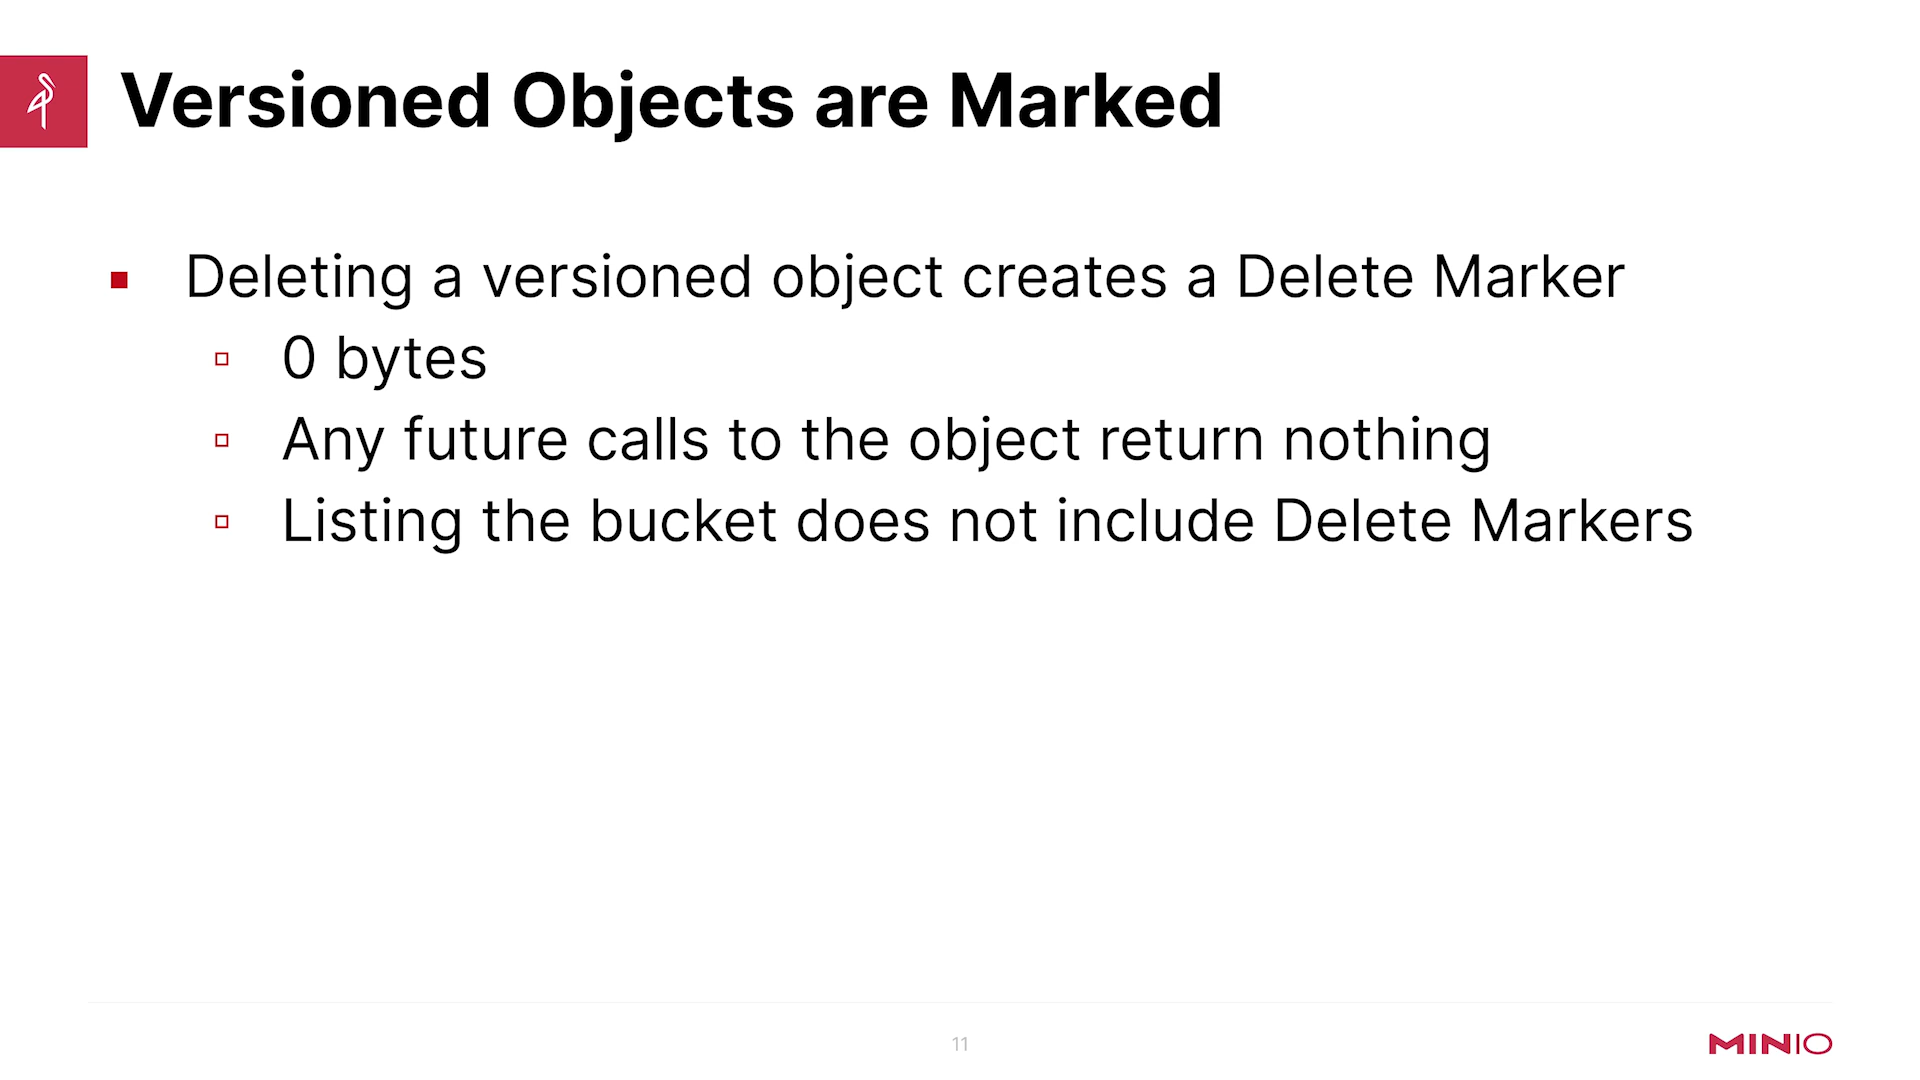 Versioned Objects are Marked
Deleting a versioned object creates a Delete Marker
0 bytes
Any future calls to the object return nothing
Listing the bucket does not include Delete Markers
11
MINIO